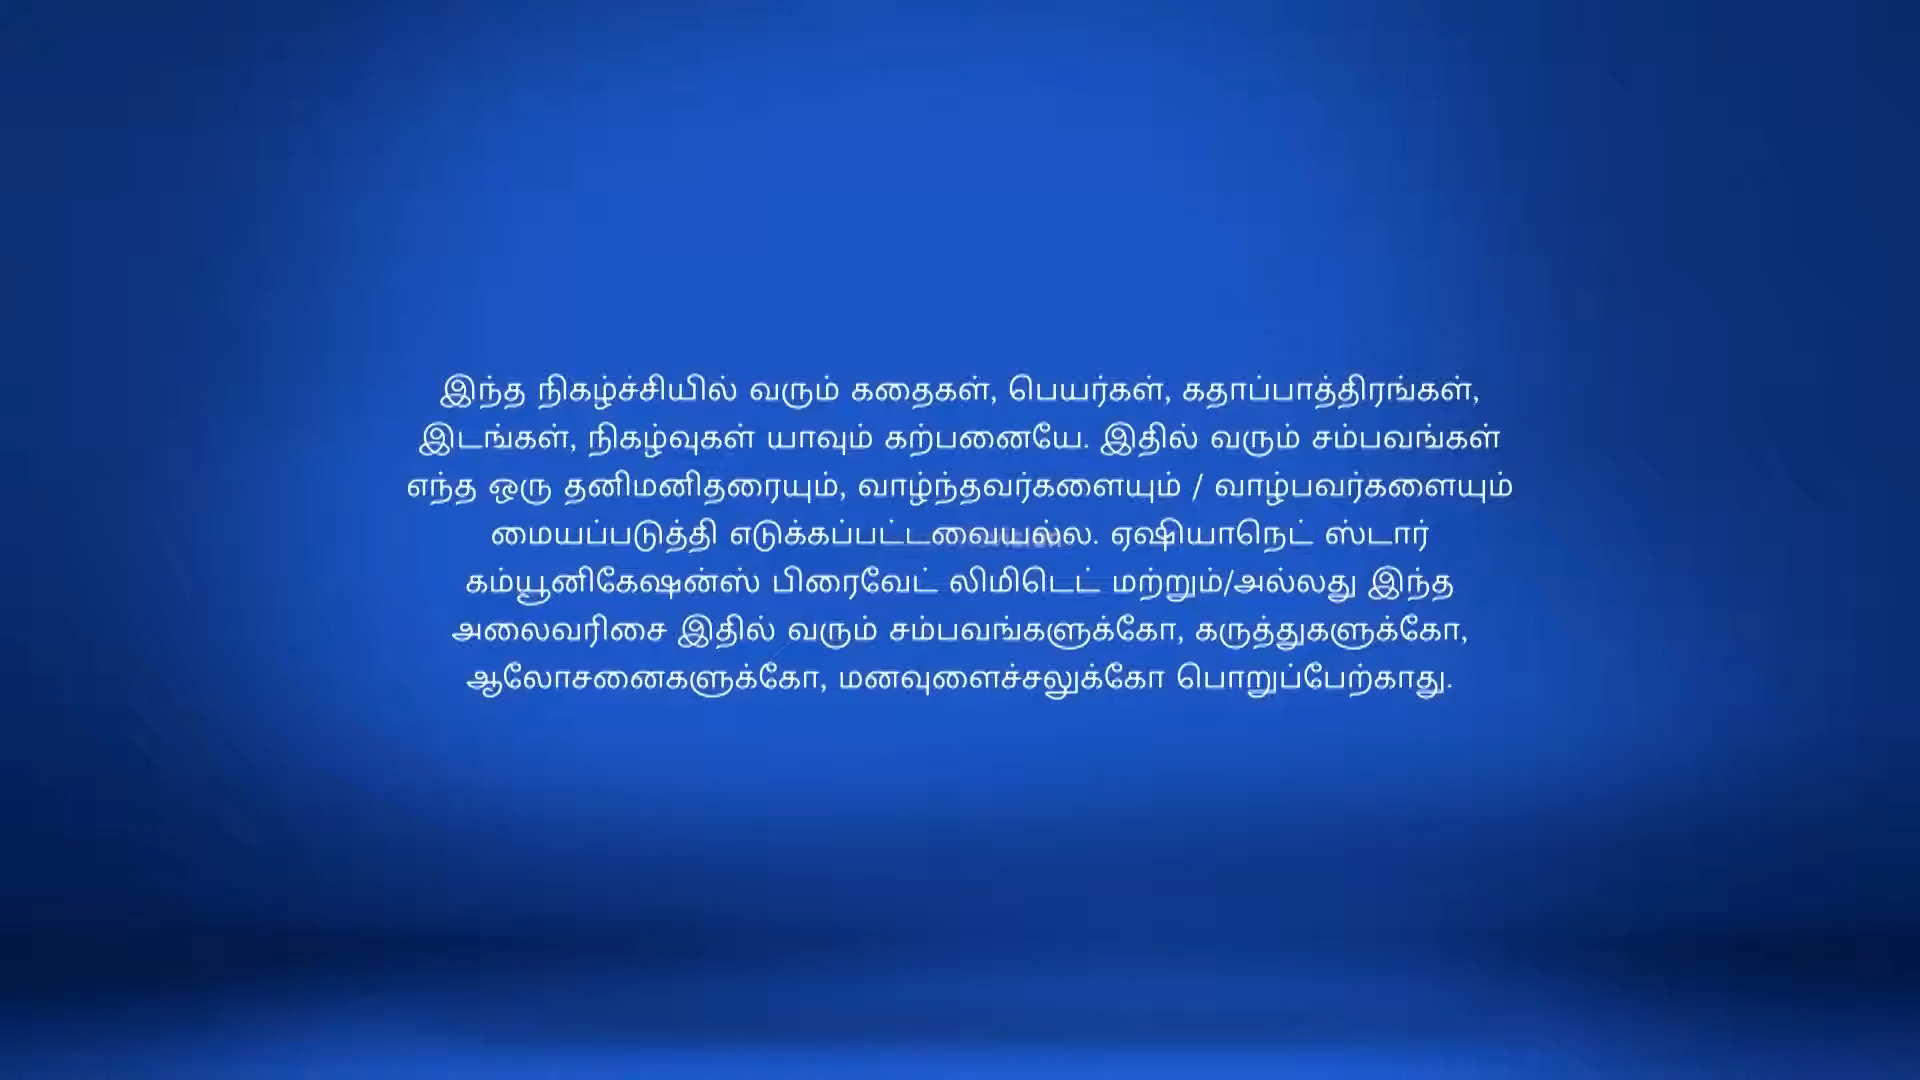 இந்த நிகழ்ச்சியில் வரும் கதைகள், பெயர்கள், கதாப்பாத்திரங்கள்,
இடங்கள், நிகழ்வுகள் யாவும் கற்பனையே. இதில் வரும் சம்பவங்கள்
எந்த ஒரு தனிமனிதரையும், வாழ்ந்தவர்களையும் / வாழ்பவர்களையும்
மையப்படுத்தி எடுக்கப்பட்டவையல்ல. ஏஷியாநெட் ஸ்டார்
கம்யூனிகேஷன்ஸ் பிரைவேட் லிமிடெட் மற்றும்/அல்லது இந்த
அலைவரிசை இதில் வரும் சம்பவங்களுக்கோ, கருத்துகளுக்கோ,
ஆலோசனைகளுக்கோ, மனவுளைச்சலுக்கோ பொறுப்பேற்காது.